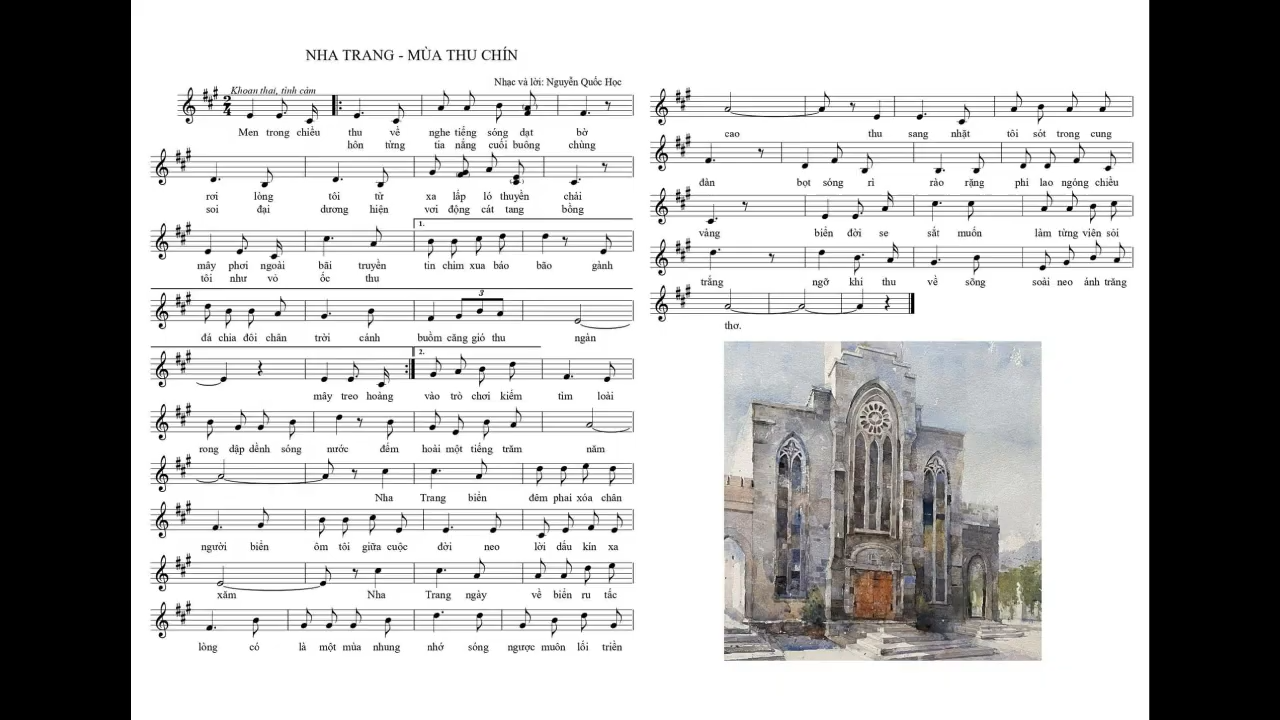 NHA TRANG - MÙA THU CHÍN
Nhạc và lời: Nguyễn Quốc Học
Khoan thai, tình cảm
Men trong chiều thu về nghe tiếng sóng dạt bờ
hôn từng tia nắng cuối buông chùng
rơi lòng tôi từ xa lấp ló thuyền chài
soi đại dương hiện vơi động cát tang bồng
1.
mây phơi ngoài bãi truyền tin chim xua báo bão gành
tôi như vỏ ốc thu
3
đá chia đôi chân trời cánh buồm căng gió thu ngàn
2.
mây treo hoàng vào trò chơi kiếm tìm loài
rong dập dềnh sóng nước đếm hoài một tiếng trăm năm
Nha Trang biển đêm phai xóa chân
người biển ôm tôi giữa cuộc đời neo lời dấu kín xa
xăm Nha Trang ngày về biển ru tấc
lòng có là một mùa nhung nhớ sóng ngược muôn lối triền
cao thu sang nhặt tôi sót trong cung
đàn bọt sóng rì rào rặng phi lao ngóng chiều
vàng biển đời se sắt muốn làm từng viên sỏi
trắng ngỡ khi thu về sông soải neo ánh trăng
thơ.